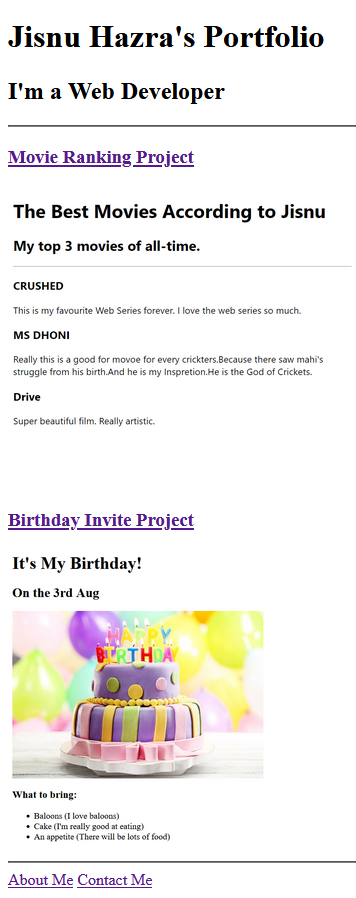 Jisnu Hazra's Portfolio
I'm a Web Developer
Movie Ranking Project
The Best Movies According to Jisnu
My top 3 movies of all-time.
CRUSHED
This is my favourite Web Series forever. I love the web series so much.
MS DHONI
Really this is a good for movoe for every crickters.Because there saw mahi's
struggle from his birth.And he is my Inspretion.He is the God of Crickets.
Drive
Super beautiful film. Really artistic.
Birthday Invite Project
It's My Birthday!
On the 3rd Aug
HAPPY
BIRTHDAY
What to bring:
Baloons (I love baloons)
Cake (I'm really good at eating)
An appetite (There will be lots of food)
About Me Contact Me